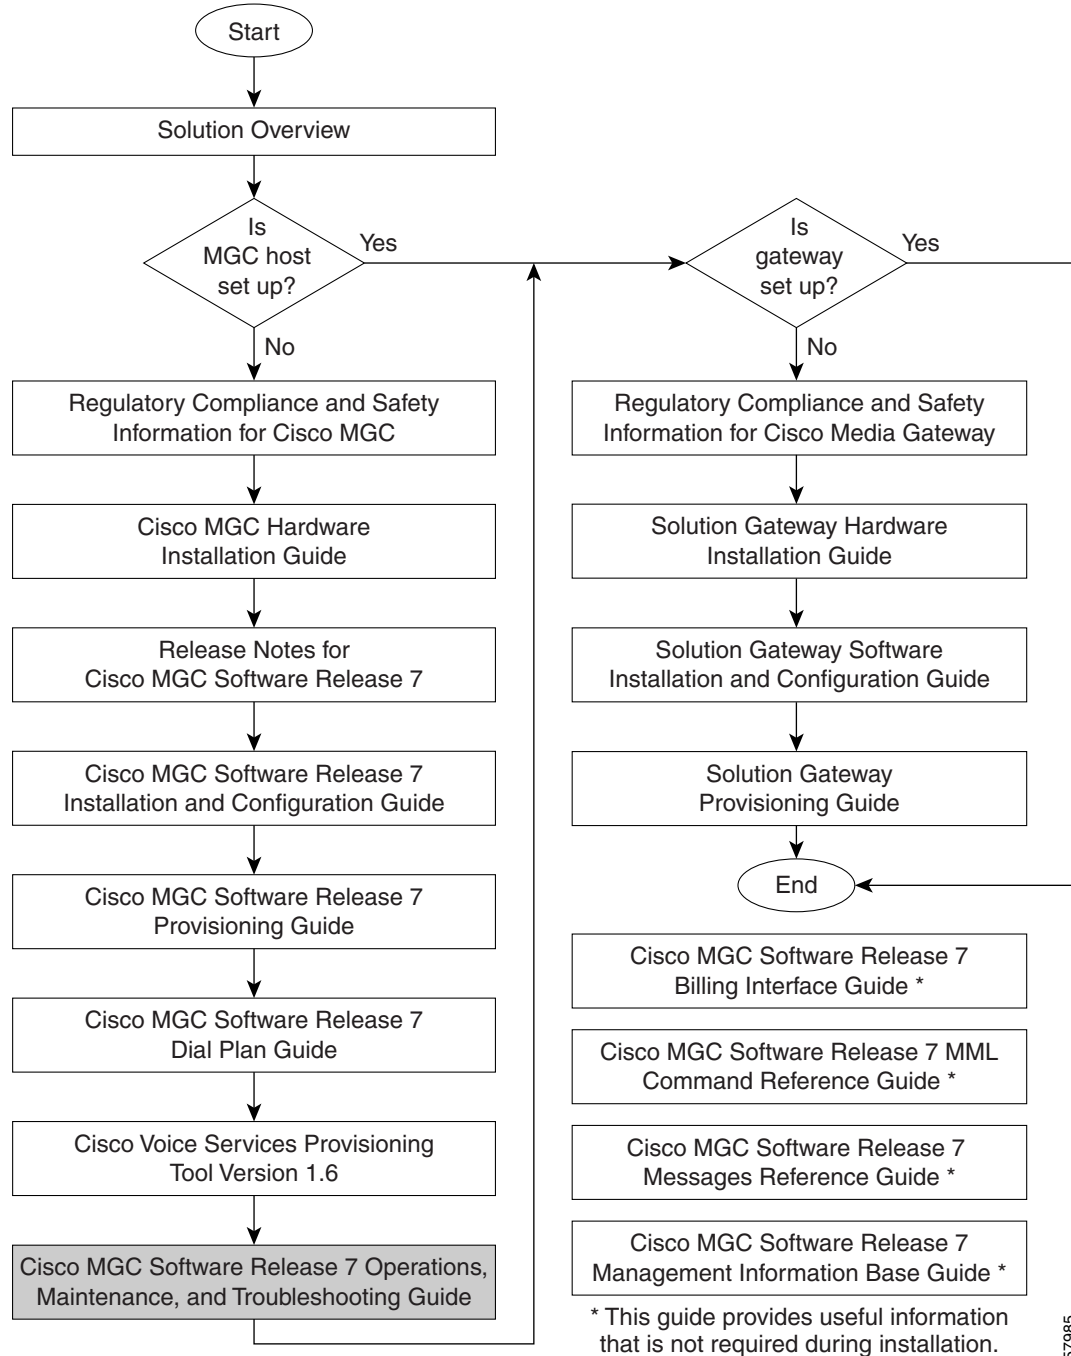 Start
Solution Overview
Is
MGC host
set up?
Yes
No
Regulatory Compliance and Safety
Information for Cisco MGC
Cisco MGC Hardware
Installation Guide
Release Notes for
Cisco MGC Software Release 7
Cisco MGC Software Release 7
Installation and Configuration Guide
Cisco MGC Software Release 7
Provisioning Guide
Cisco MGC Software Release 7
Dial Plan Guide
Cisco Voice Services Provisioning
Tool Version 1.6
Cisco MGC Software Release 7 Operations,
Maintenance, and Troubleshooting Guide
Is
gateway
set up?
Yes
No
Regulatory Compliance and Safety
Information for Cisco Media Gateway
Solution Gateway Hardware
Installation Guide
Solution Gateway Software
Installation and Configuration Guide
Solution Gateway
Provisioning Guide
End
Cisco MGC Software Release 7
Billing Interface Guide *
Cisco MGC Software Release 7 MML
Command Reference Guide *
Cisco MGC Software Release 7
Messages Reference Guide *
Cisco MGC Software Release 7
Management Information Base Guide *
* This guide provides useful information
that is not required during installation.